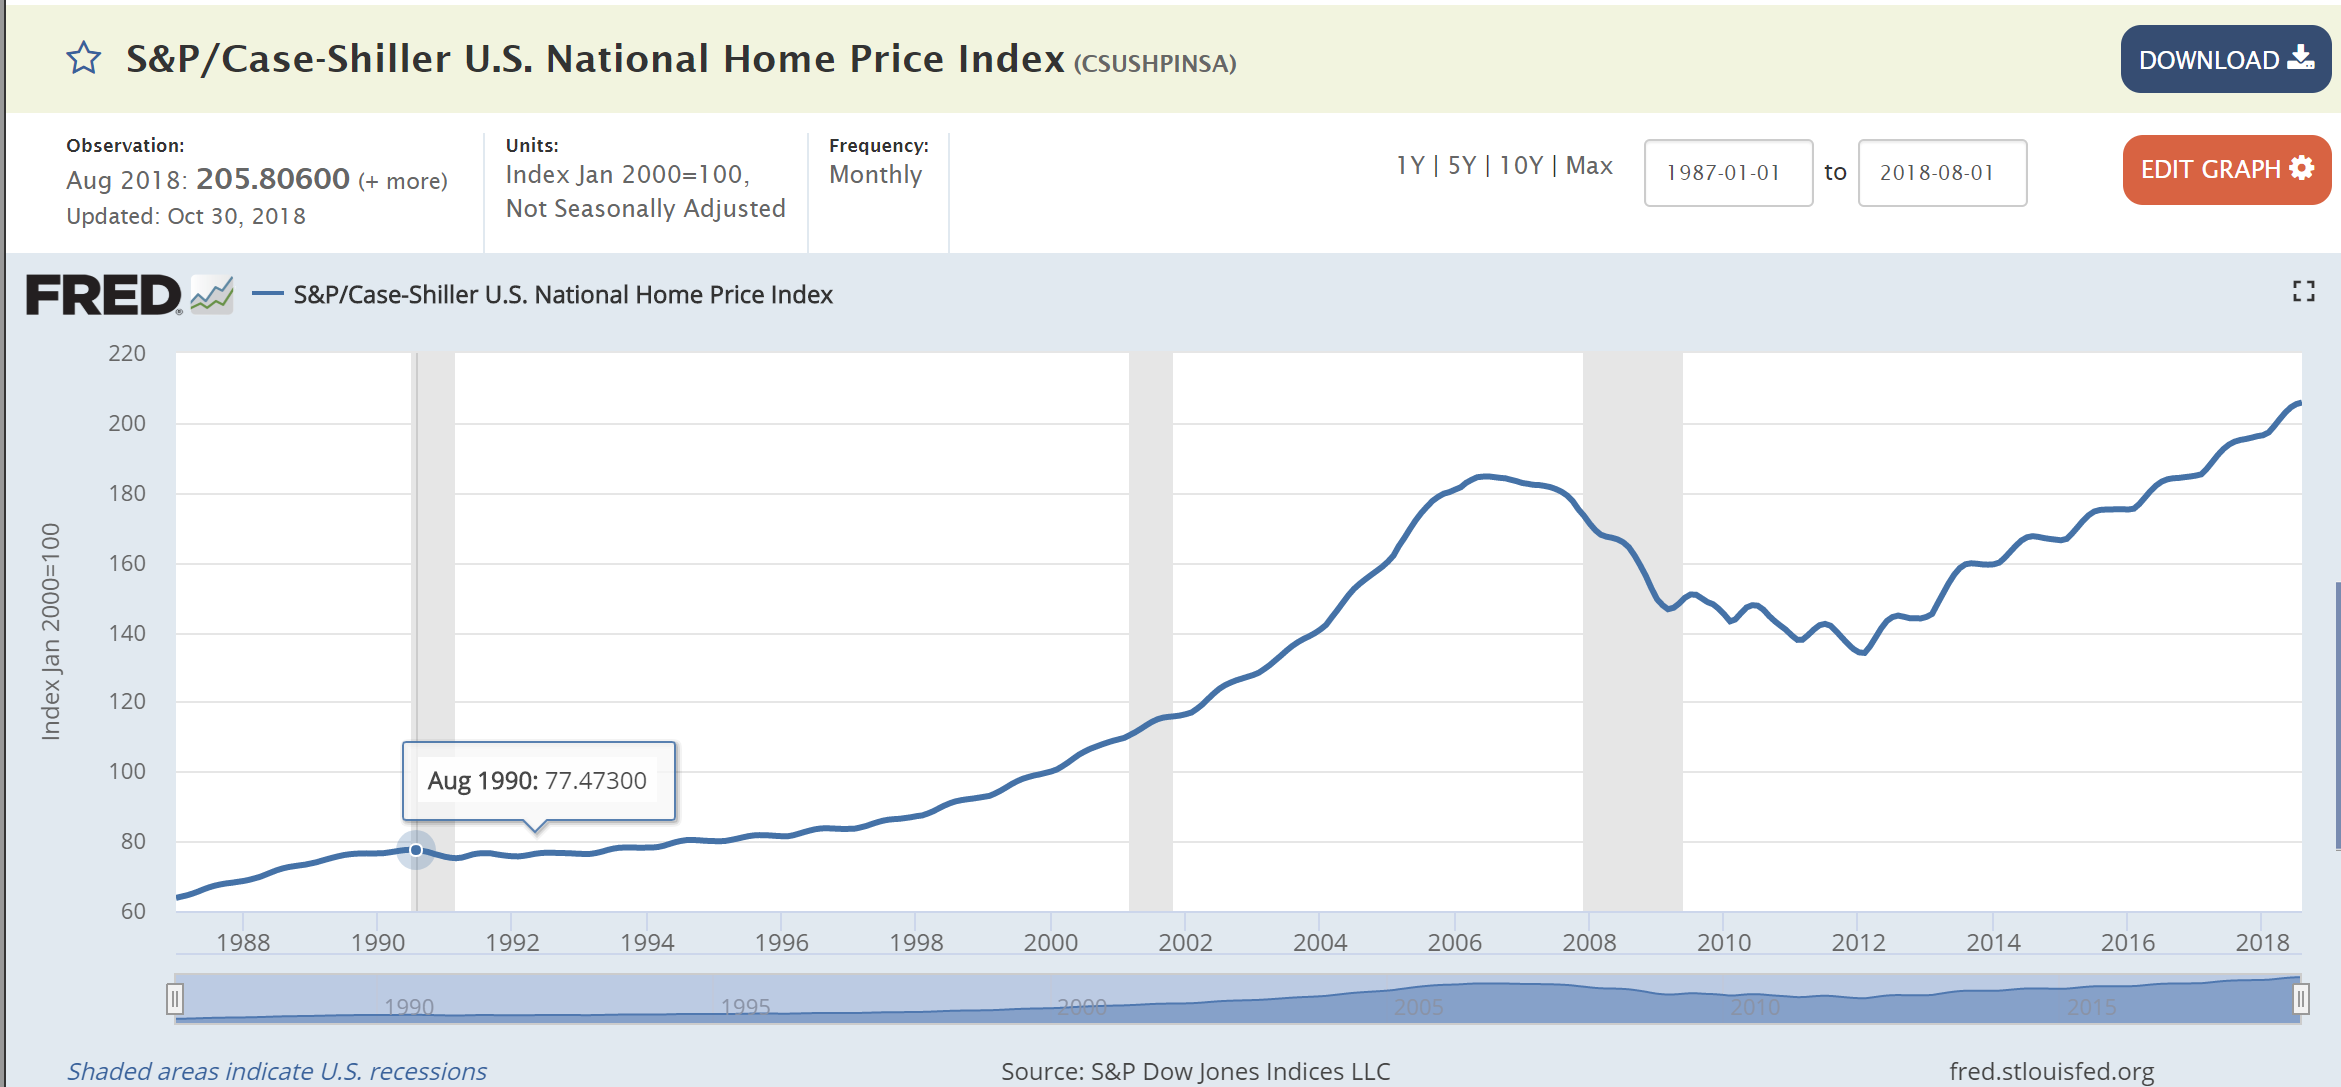 S&P/Case-Shiller U.S. National Home Price Index (CSUSHPINSA)
DOWNLOAD
Observation:
Aug 2018: 205.80600 (+ more)
Updated: Oct 30, 2018
Units:
Index Jan 2000=100,
Not Seasonally Adjusted
Frequency:
Monthly
1Y | 5Y | 10Y | Max
1987-01-01 to 2018-08-01
EDIT GRAPH
FRED® S&P/Case-Shiller U.S. National Home Price Index
Index Jan 2000=100
220
200
180
160
140
120
100
80
60
Aug 1990: 77.47300
1988 1990 1992 1994 1996 1998 2000 2002 2004 2006 2008 2010 2012 2014 2016 2018
1990 1995 2000 2005 2010 2015
Shaded areas indicate U.S. recessions Source: S&P Dow Jones Indices LLC fred.stlouisfed.org